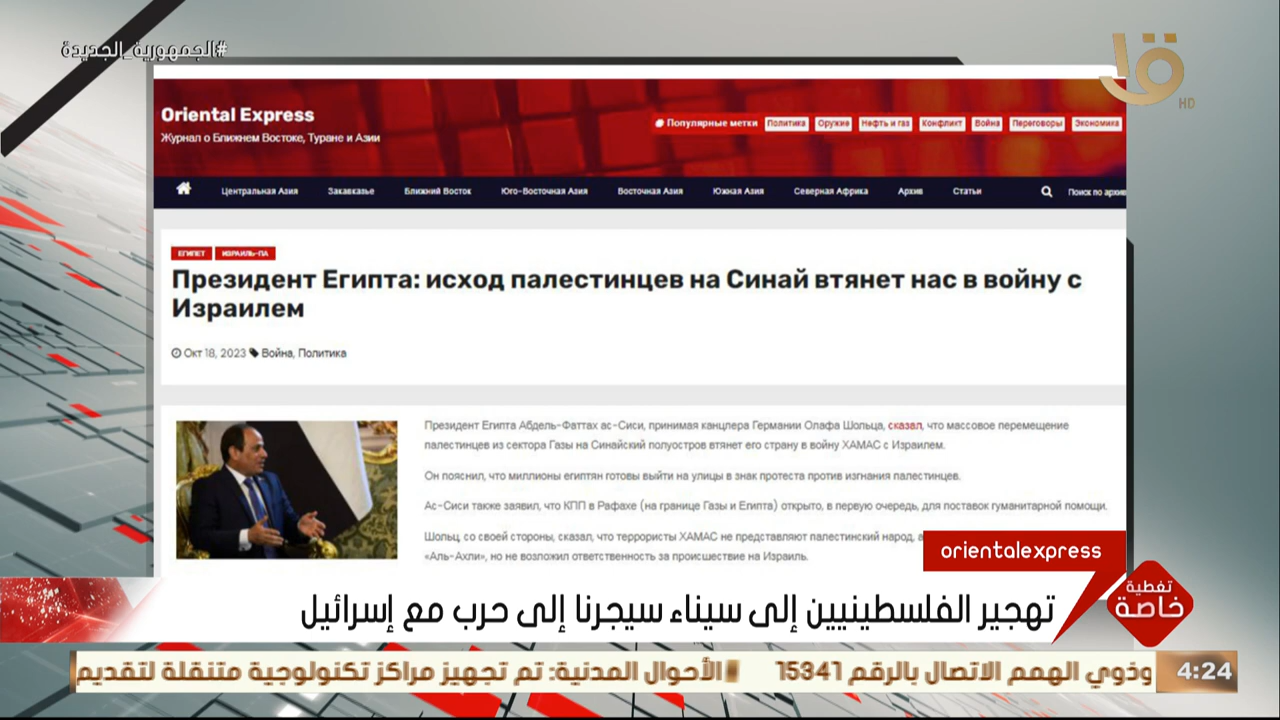 #الجمهورية_الجديدة
HD
Oriental Express
Журнал о Ближнем Востоке, Туране и Азии
Популярные метки Политика Оружие Нефть и газ Конфликт Война Переговоры Экономика
Центральная Азия Закавказье Ближний Восток Юго-Восточная Азия Восточная Азия Южная Азия Северная Африка Архив Статьи Поиск по архив
ЕГИПЕТ ИЗРАИЛЬ-ПА
Президент Египта: исход палестинцев на Синай втянет нас в войну с
Израилем
Окт 18, 2023 Война, Политика
Президент Египта Абдель-Фаттах ас-Сиси, принимая канцлера Германии Олафа Шольца, сказал, что массовое перемещение
палестинцев из сектора Газы на Синайский полуостров втянет его страну в войну ХАМАС с Израилем.
Он пояснил, что миллионы египтян готовы выйти на улицы в знак протеста против изгнания палестинцев.
Ас-Сиси также заявил, что КПП в Рафахе (на границе Газы и Египта) открыто, в первую очередь, для поставок гуманитарной помощи.
Шольц, со своей стороны, сказал, что террористы ХАМАС не представляют палестинский народ, а
«Аль-Ахли», но не возложил ответственность за происшествие на Израиль.
orientalexpress
تغطية
خاصة
تهجير الفلسطينيين إلى سيناء سيجرنا إلى حرب مع إسرائيل
وذوي الهمم الاتصال بالرقم 15341 الأحوال المدنية: تم تجهيز مراكز تكنولوجية متنقلة لتقديم
4:24